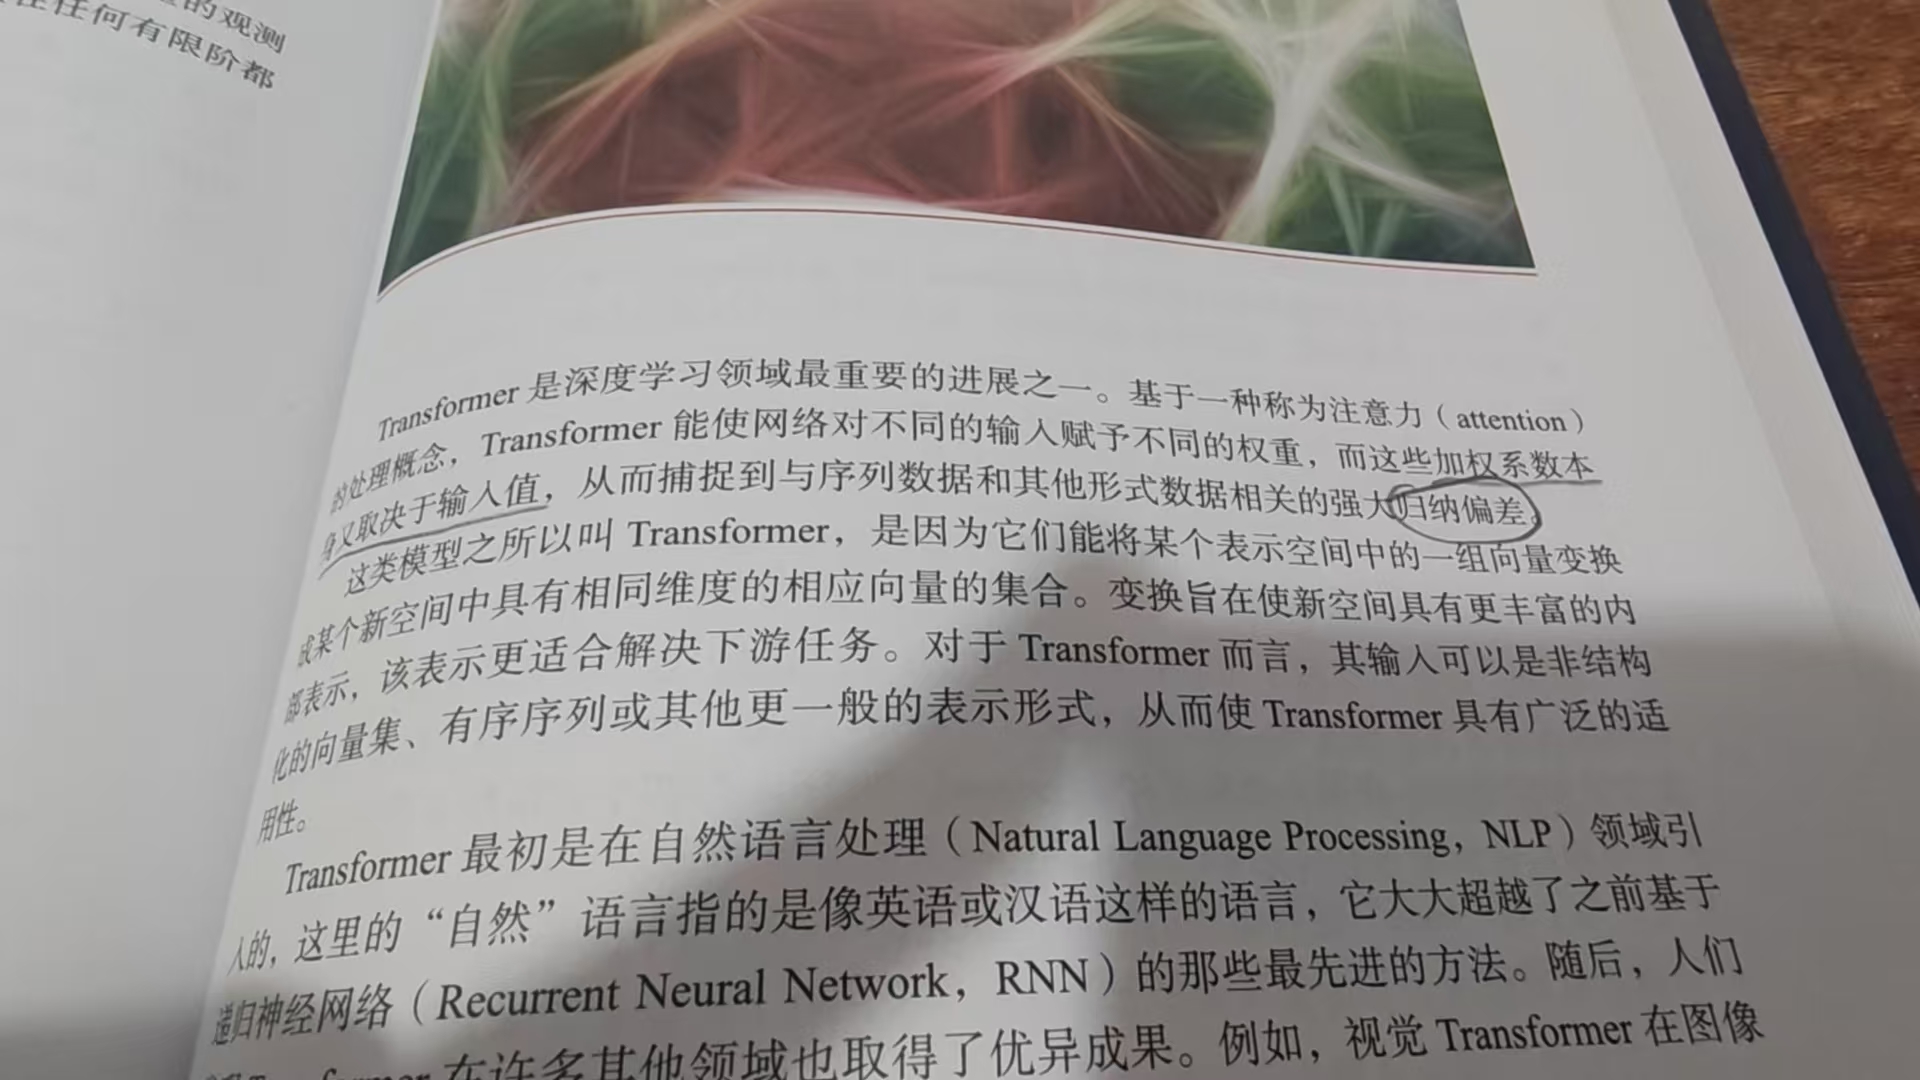 的观测
任何有限阶都
Transformer 是深度学习领域最重要的进展之一。基于一种称为注意力（attention）
的处理概念，Transformer 能使网络对不同的输入赋予不同的权重，而这些加权系数本
身又取决于输入值，从而捕捉到与序列数据和其他形式数据相关的强大归纳偏差。
这类模型之所以叫 Transformer，是因为它们能将某个表示空间中的一组向量变换
成某个新空间中具有相同维度的相应向量的集合。变换旨在使新空间具有更丰富的内
部表示，该表示更适合解决下游任务。对于 Transformer 而言，其输入可以是非结构
化的向量集、有序序列或其他更一般的表示形式，从而使 Transformer 具有广泛的适
用性。
Transformer 最初是在自然语言处理（Natural Language Processing，NLP）领域引
入的，这里的“自然”语言指的是像英语或汉语这样的语言，它大大超越了之前基于
递归神经网络（Recurrent Neural Network，RNN）的那些最先进的方法。随后，人们
在许多其他领域也取得了优异成果。例如，视觉 Transformer 在图像